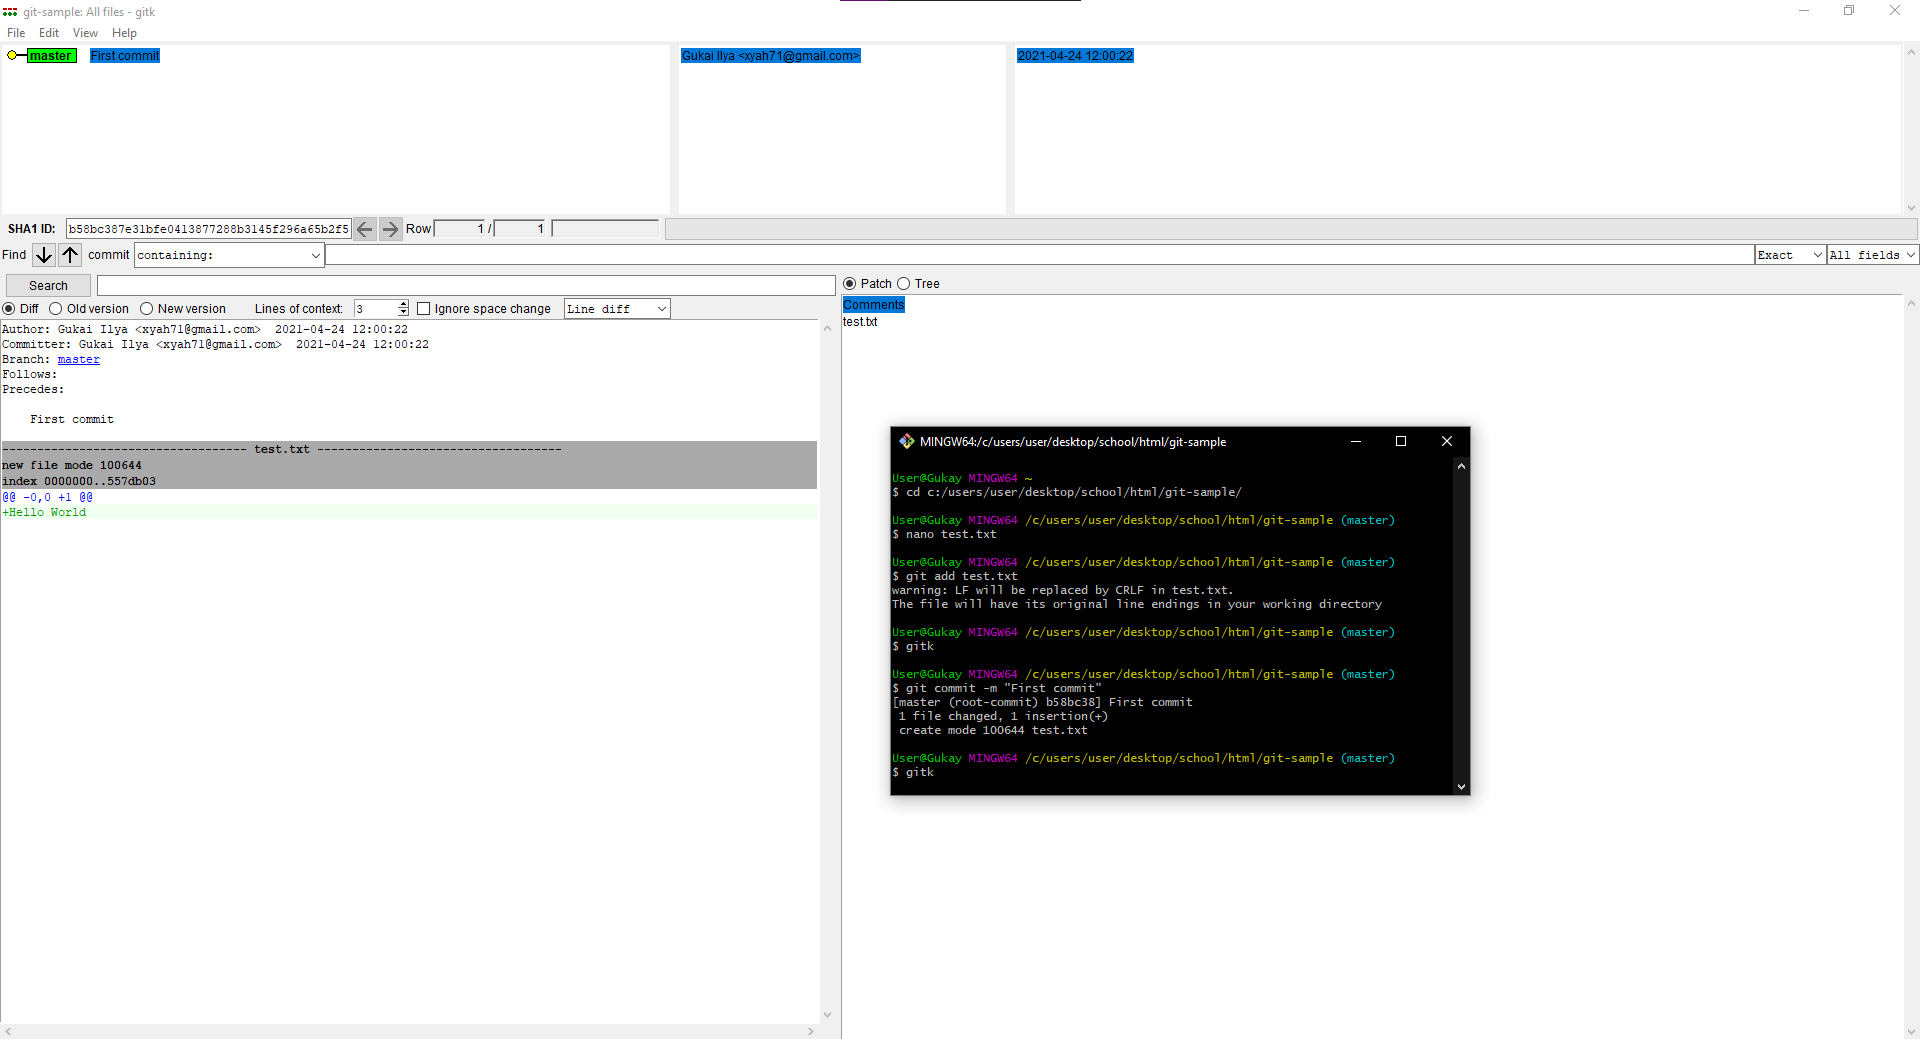 git-sample: All files - gitk
File Edit View Help
master First commit Gukai Ilya <xyah71@gmail.com> 2021-04-24 12:00:22
SHA1 ID: b58bc387e31bfe0413877288b3145f296a65b2f5 Row 1 / 1
Find commit containing: Exact All fields
Search
Patch Tree
Diff Old version New version Lines of context: 3 Ignore space change Line diff
Comments
test.txt
Author: Gukai Ilya <xyah71@gmail.com>  2021-04-24 12:00:22
Committer: Gukai Ilya <xyah71@gmail.com>  2021-04-24 12:00:22
Branch: master
Follows:
Precedes:
First commit
----------------------------------- test.txt -----------------------------------
new file mode 100644
index 0000000..557db03
@@ -0,0 +1 @@
+Hello World
MINGW64:/c/users/user/desktop/school/html/git-sample
User@Gukay MINGW64 ~
$ cd c:/users/user/desktop/school/html/git-sample/
User@Gukay MINGW64 /c/users/user/desktop/school/html/git-sample (master)
$ nano test.txt
User@Gukay MINGW64 /c/users/user/desktop/school/html/git-sample (master)
$ git add test.txt
warning: LF will be replaced by CRLF in test.txt.
The file will have its original line endings in your working directory
User@Gukay MINGW64 /c/users/user/desktop/school/html/git-sample (master)
$ gitk
User@Gukay MINGW64 /c/users/user/desktop/school/html/git-sample (master)
$ git commit -m "First commit"
[master (root-commit) b58bc38] First commit
1 file changed, 1 insertion(+)
create mode 100644 test.txt
User@Gukay MINGW64 /c/users/user/desktop/school/html/git-sample (master)
$ gitk